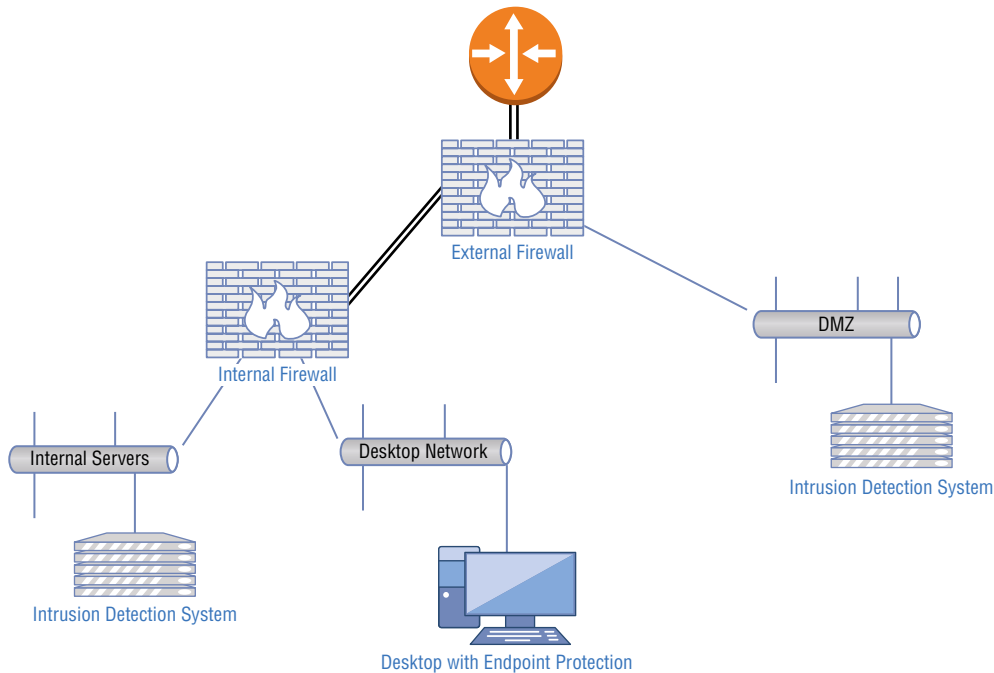 External Firewall
DMZ
Internal Firewall
Internal Servers
Desktop Network
Intrusion Detection System
Intrusion Detection System
Desktop with Endpoint Protection